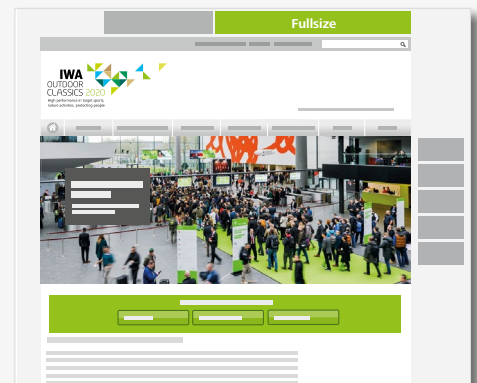 Fullsize
IWA
OUTDOOR
CLASSICS 2020
High performance in target sports,
nature activities, protecting people